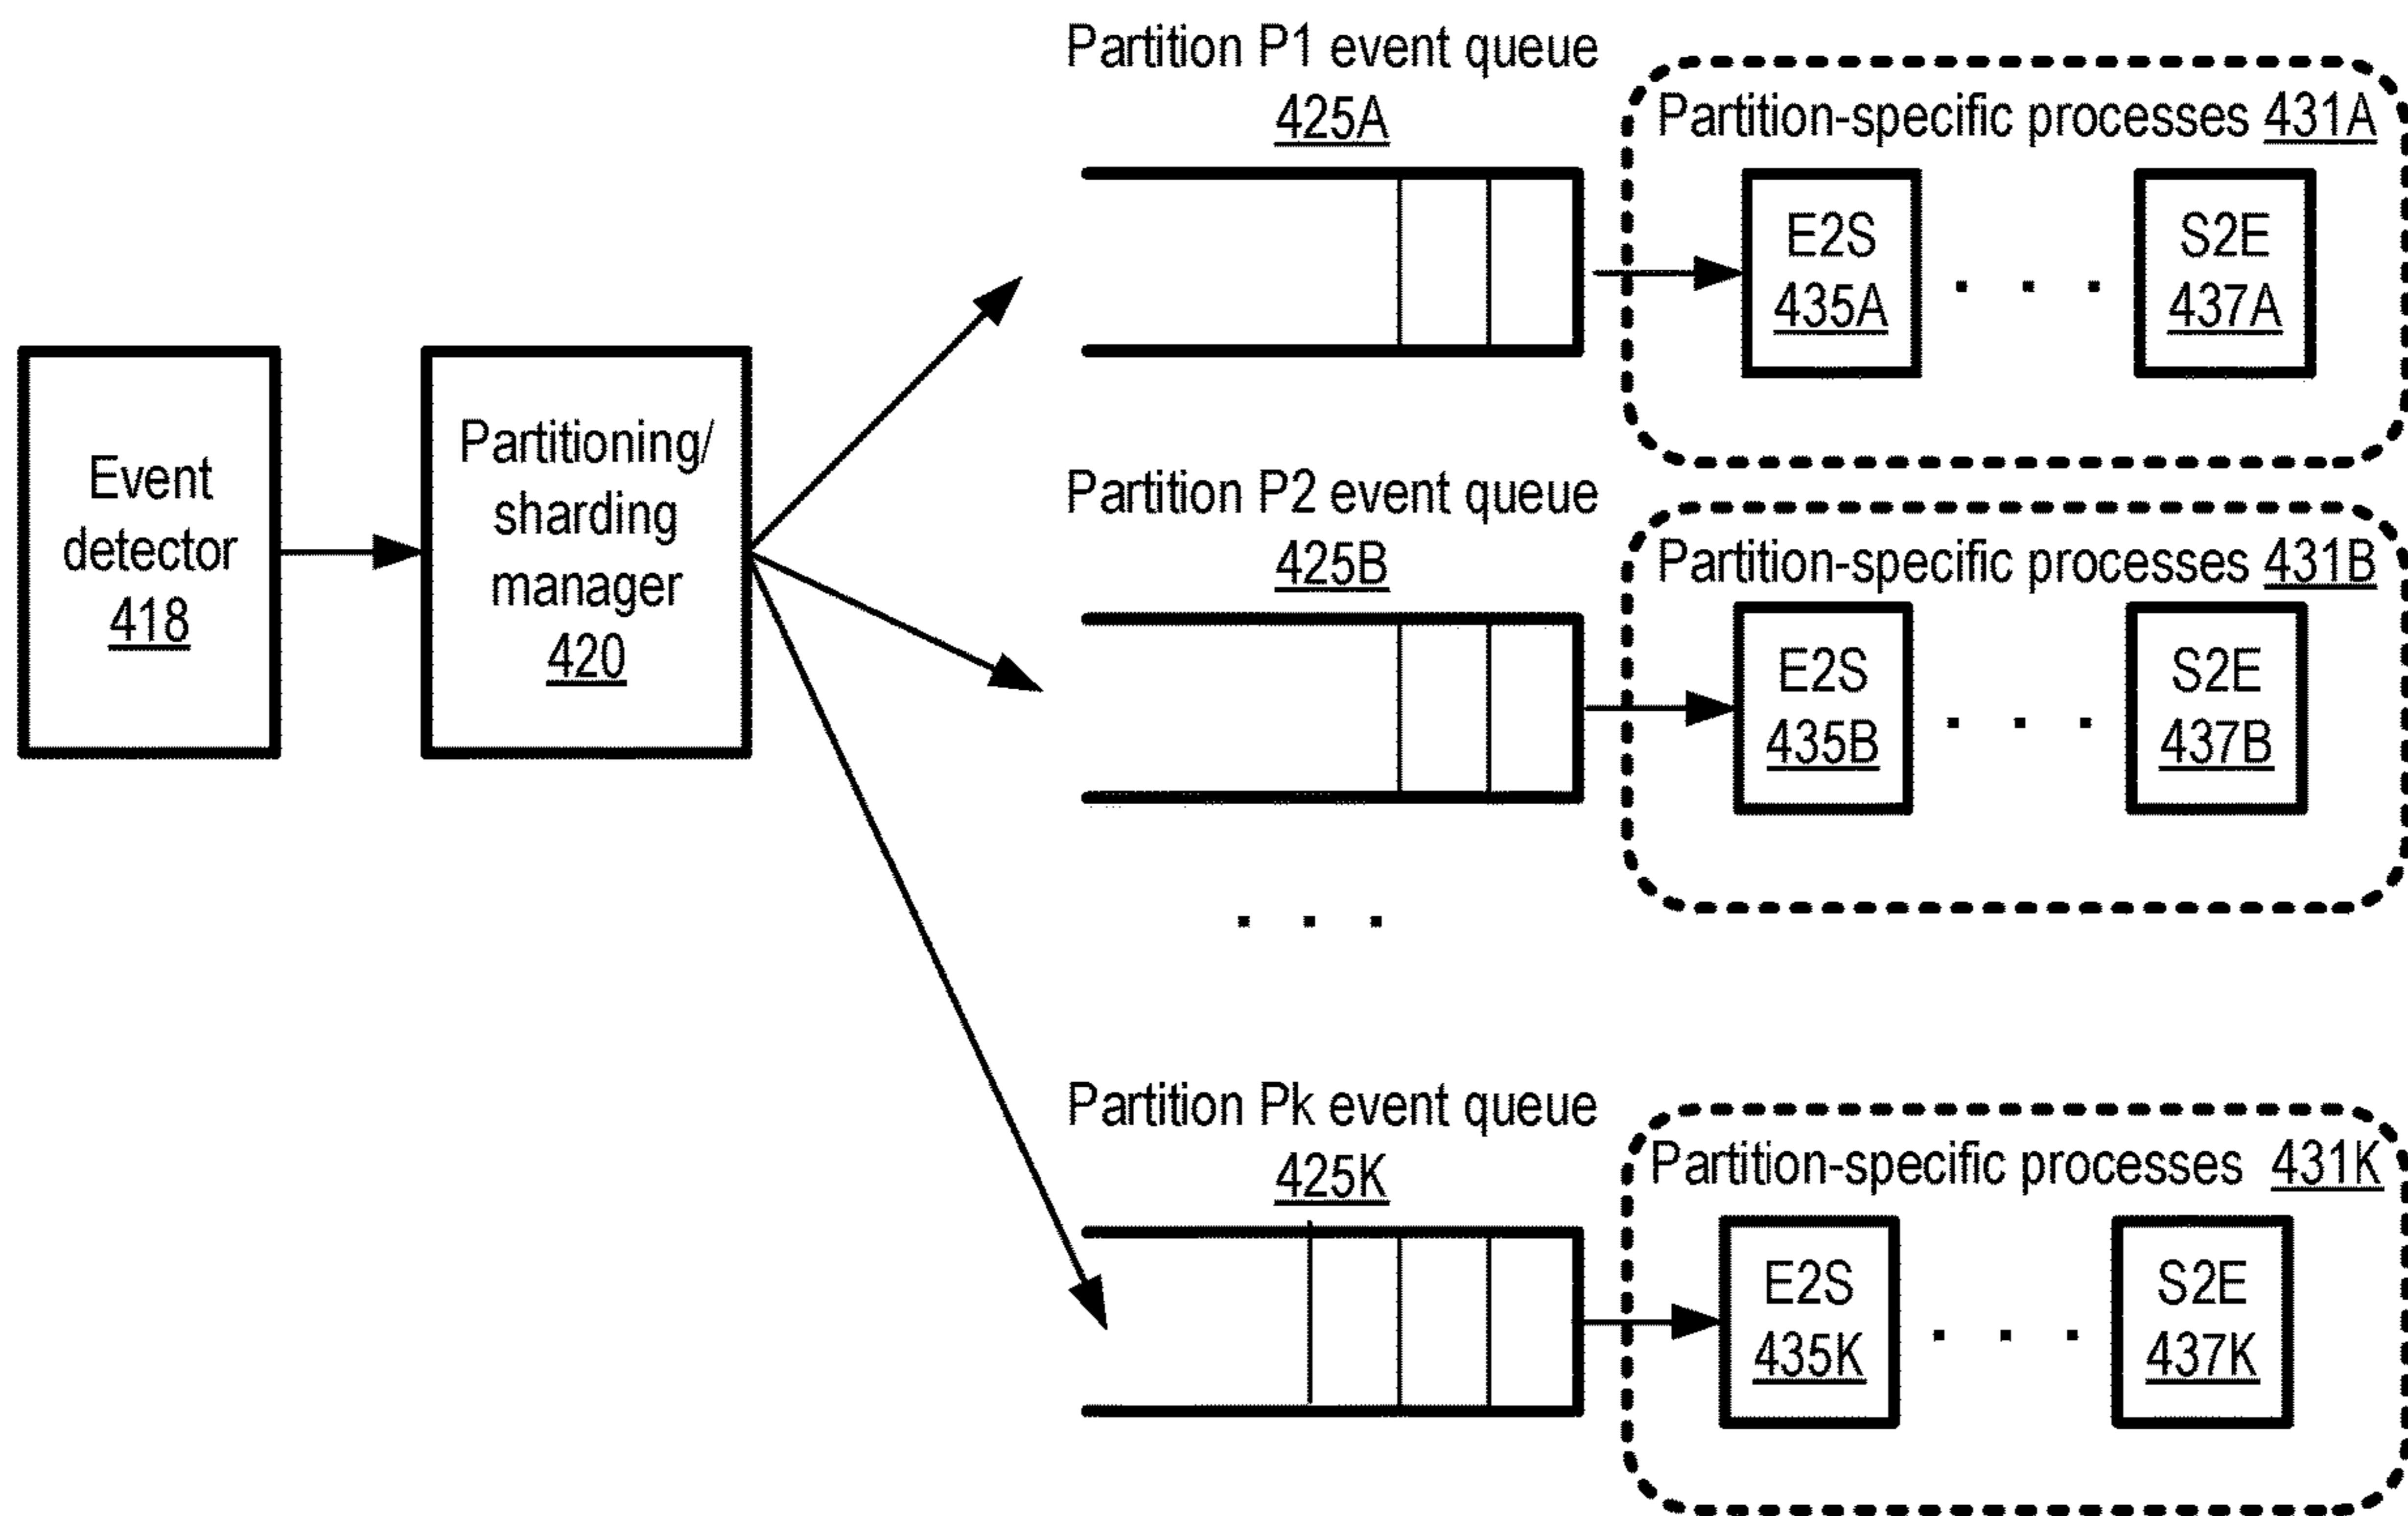 Event
detector
418
Partitioning/
sharding
manager
420
Partition P1 event queue
425A
Partition-specific processes 431A
E2S
435A
. . .
S2E
437A
Partition P2 event queue
425B
Partition-specific processes 431B
E2S
435B
. . .
S2E
437B
. . .
Partition Pk event queue
425K
Partition-specific processes 431K
E2S
435K
. . .
S2E
437K